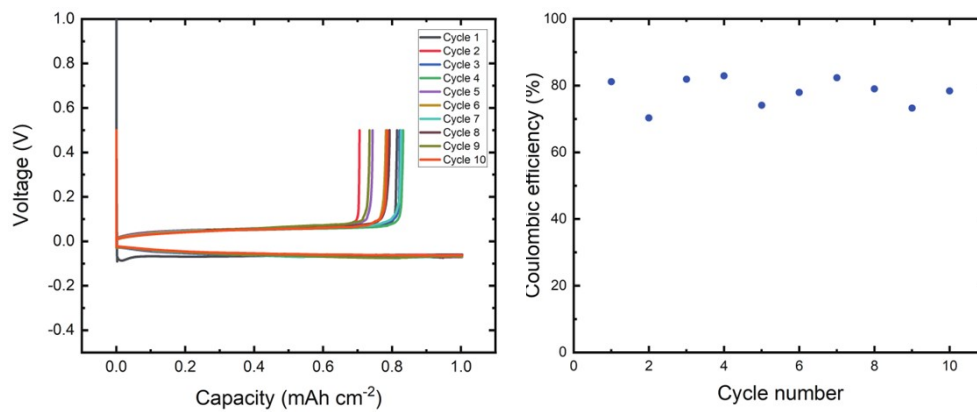 Voltage (V)
1.0
0.8
0.6
0.4
0.2
0.0
-0.2
-0.4
0.0 0.2 0.4 0.6 0.8 1.0
Capacity (mAh cm-2)
Cycle 1
Cycle 2
Cycle 3
Cycle 4
Cycle 5
Cycle 6
Cycle 7
Cycle 8
Cycle 9
Cycle 10
Coulombic efficiency (%)
100
80
60
40
20
0
0 2 4 6 8 10
Cycle number